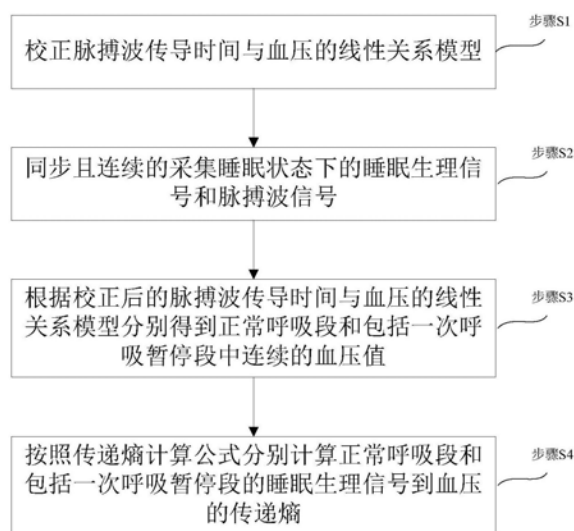 校正脉搏波传导时间与血压的线性关系模型
步骤S1
同步且连续的采集睡眠状态下的睡眠生理信
号和脉搏波信号
步骤S2
根据校正后的脉搏波传导时间与血压的线性
关系模型分别得到正常呼吸段和包括一次呼
吸暂停段中连续的血压值
步骤S3
按照传递熵计算公式分别计算正常呼吸段和
包括一次呼吸暂停段的睡眠生理信号到血压
的传递熵
步骤S4